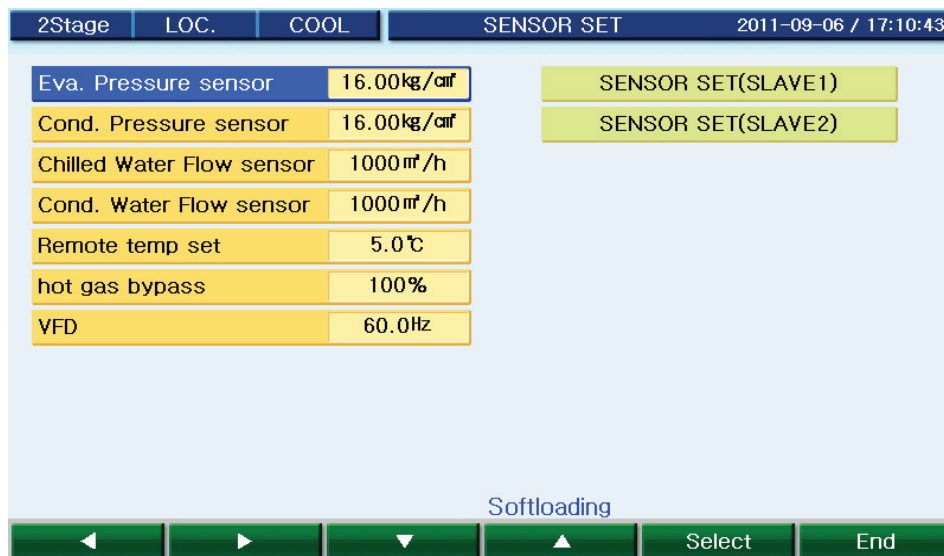 2Stage LOC. COOL SENSOR SET 2011-09-06 / 17:10:43
Eva. Pressure sensor 16.00kg/㎠
Cond. Pressure sensor 16.00kg/㎠
Chilled Water Flow sensor 1000㎥/h
Cond. Water Flow sensor 1000㎥/h
Remote temp set 5.0℃
hot gas bypass 100%
VFD 60.0Hz
SENSOR SET(SLAVE1)
SENSOR SET(SLAVE2)
Softloading
◀ ▶ ▼ ▲ Select End